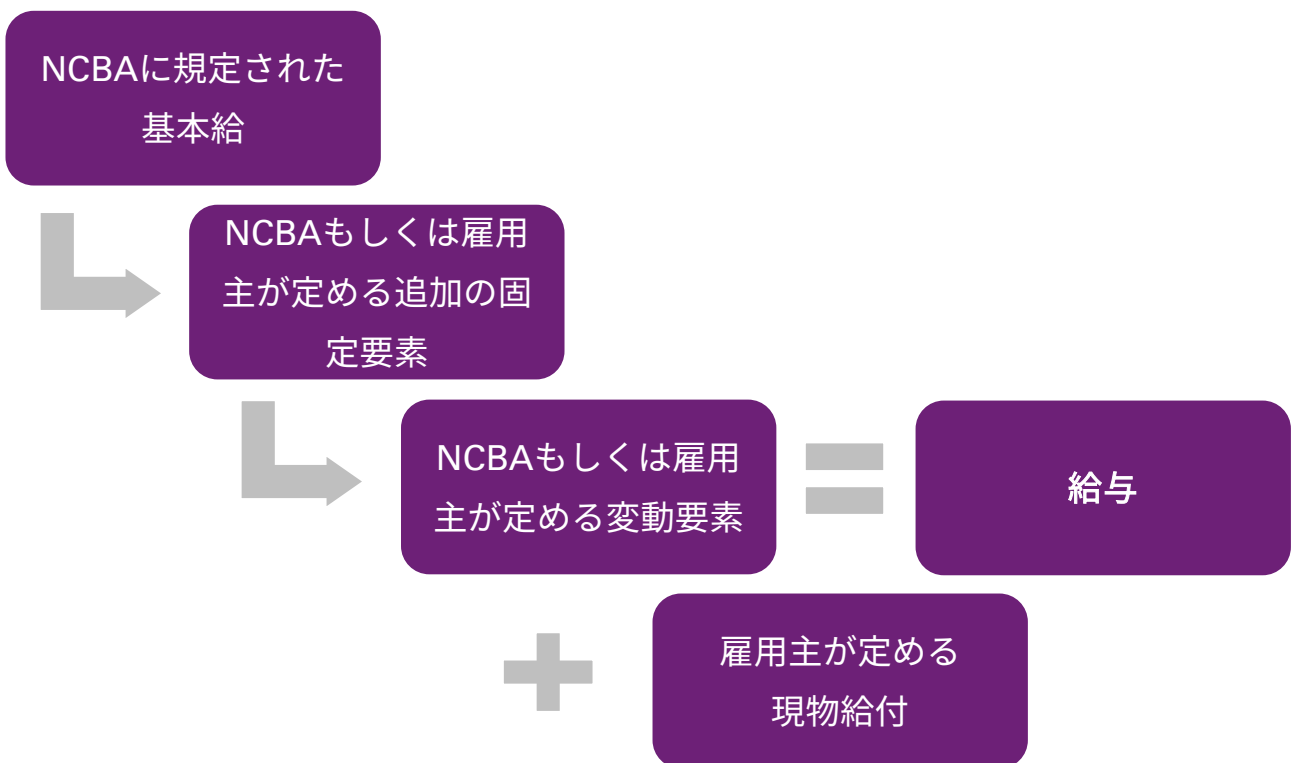 NCBAに規定された
基本給
NCBAもしくは雇用
主が定める追加の固
定要素
NCBAもしくは雇用
主が定める変動要素
給与
雇用主が定める
現物給付